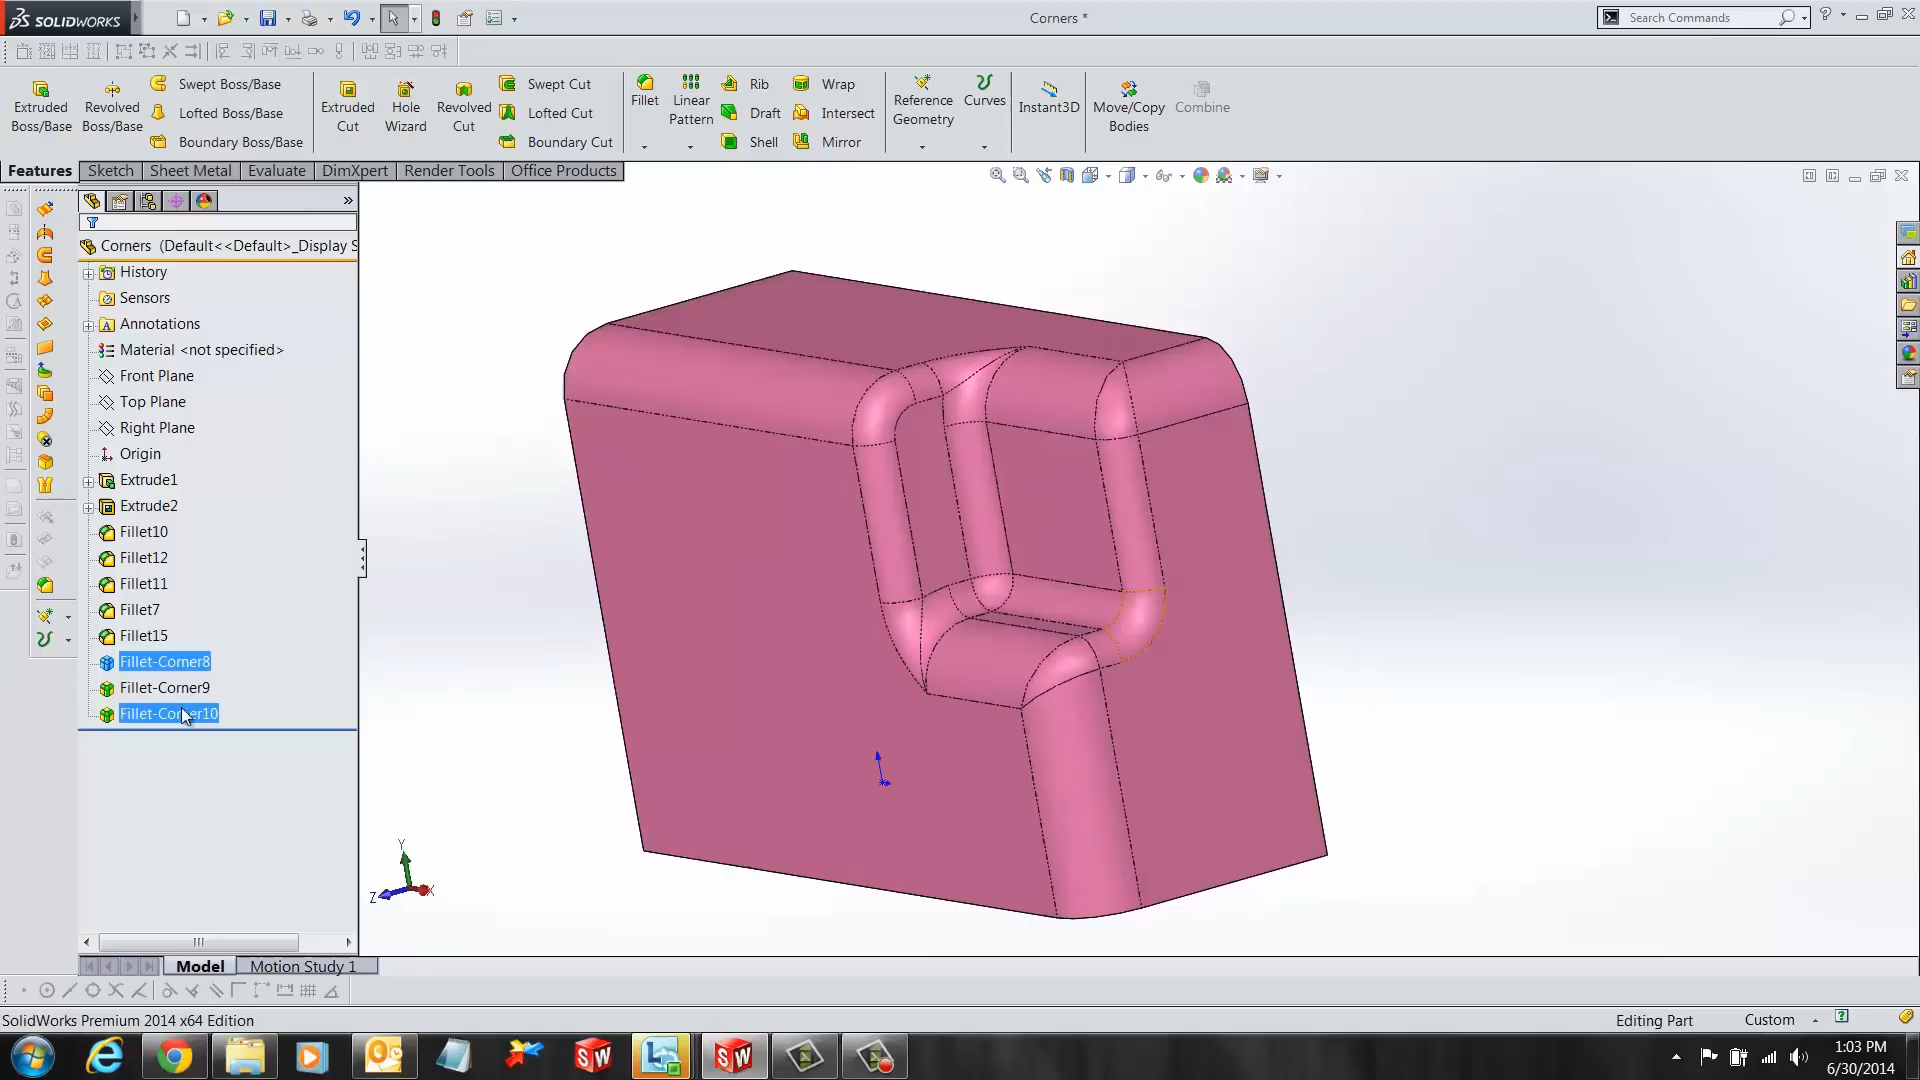 SOLIDWORKS
Corners *
Search Commands
Extruded Boss/Base
Revolved Boss/Base
Swept Boss/Base
Lofted Boss/Base
Boundary Boss/Base
Extruded Cut
Hole Wizard
Revolved Cut
Swept Cut
Lofted Cut
Boundary Cut
Fillet
Linear Pattern
Rib
Draft
Shell
Wrap
Intersect
Mirror
Reference Geometry
Curves
Instant3D
Move/Copy Bodies
Combine
Features
Sketch
Sheet Metal
Evaluate
DimXpert
Render Tools
Office Products
Corners (Default<<Default>_Display S
History
Sensors
Annotations
Material <not specified>
Front Plane
Top Plane
Right Plane
Origin
Extrude1
Extrude2
Fillet10
Fillet12
Fillet11
Fillet7
Fillet15
Fillet-Corner8
Fillet-Corner9
Fillet-Corner10
Y
Z
X
Model
Motion Study 1
SolidWorks Premium 2014 x64 Edition
Editing Part
Custom
SW
SW
1:03 PM
6/30/2014